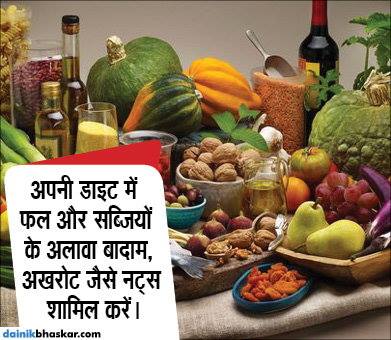 अपनी डाइट में
फल और सब्जियों
के अलावा बादाम,
अखरोट जैसे नट्स
शामिल करें।
dainikbhaskar.com